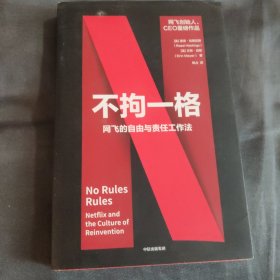 网飞创始人、
CEO重磅作品
不拘一格
网飞的自由与责任工作法
No Rules
Rules
Netflix and
the Culture of
Reinvention
中信出版集团